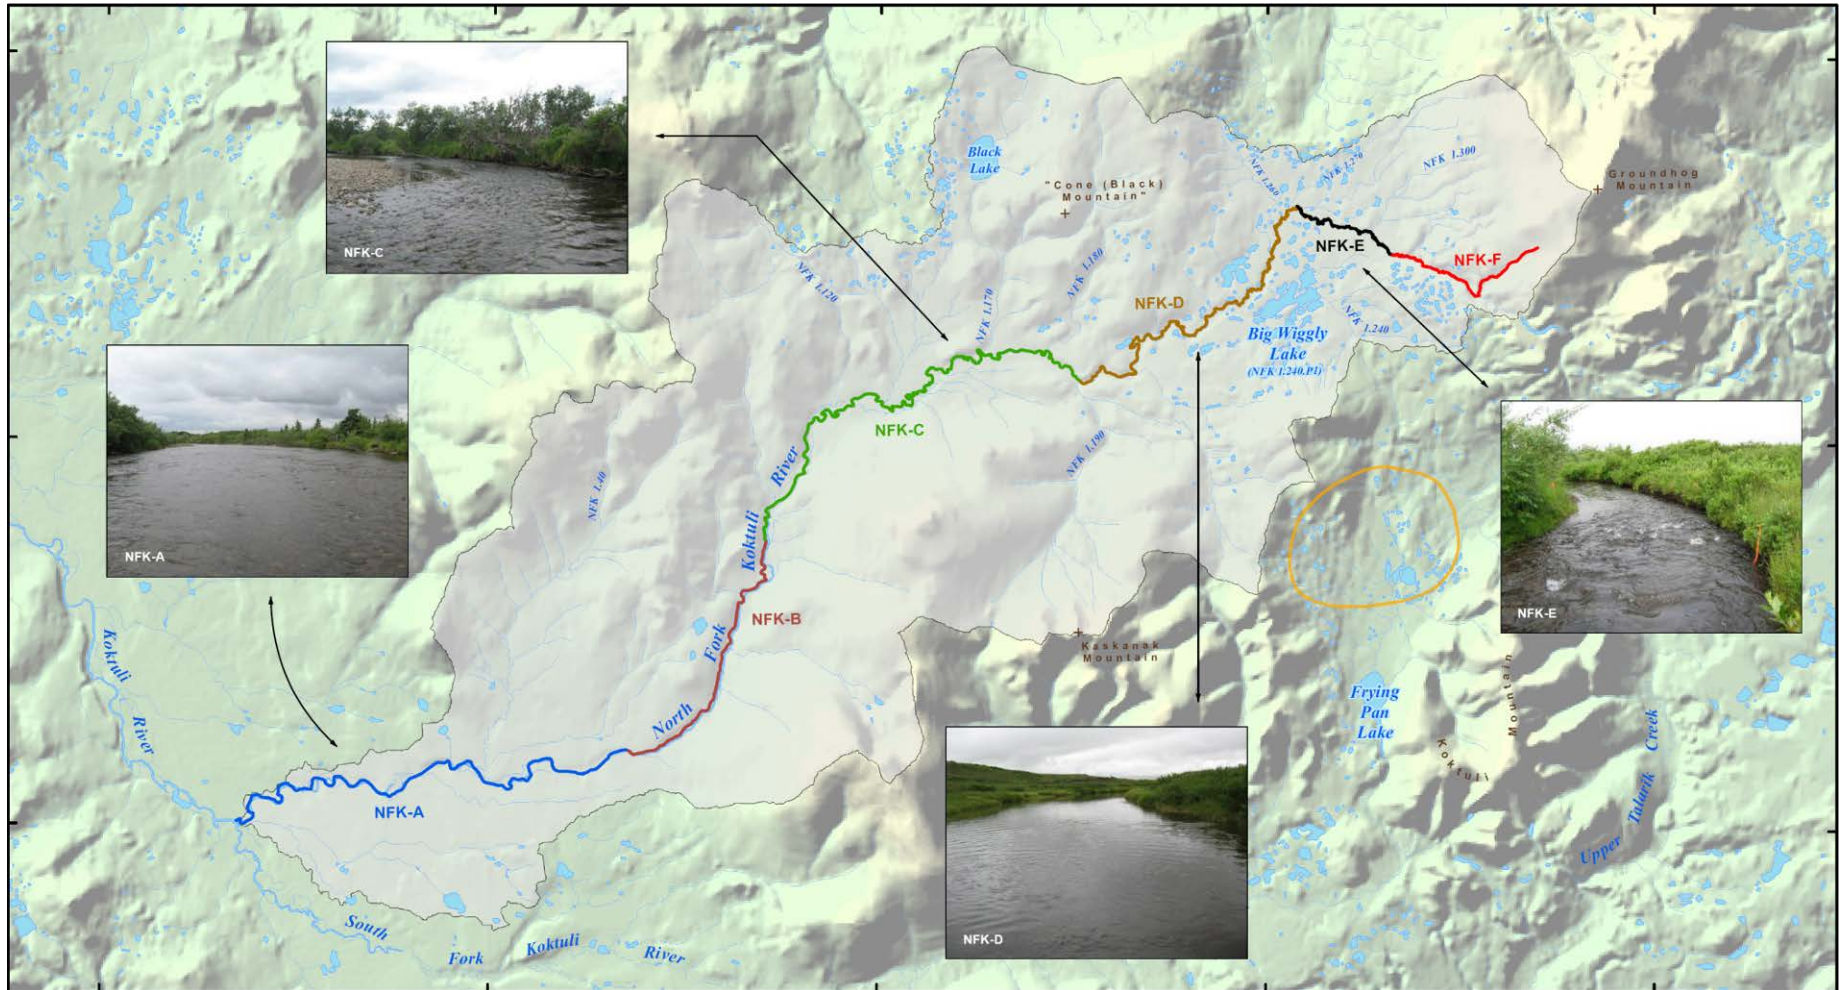 NFK-C
Black
Lake
"Cone (Black)
Mountain"
NFK 1.260
NFK 1.270
NFK 1.300
Groundhog
Mountain
NFK-E
NFK-F
NFK 1.120
NFK 1.170
NFK 1.180
NFK-D
Big Wiggly
Lake
(NFK 1.240.P1)
NFK 1.240
NFK-A
NFK 1.40
River
Koktuli
Fork
North
NFK-C
NFK 1.190
NFK-E
NFK-B
Kaskanak
Mountain
Koktuli
River
Frying
Pan
Lake
Koktuli
Mountain
Upper
Talarik
Creek
NFK-A
NFK-D
South
Fork
Koktuli
River